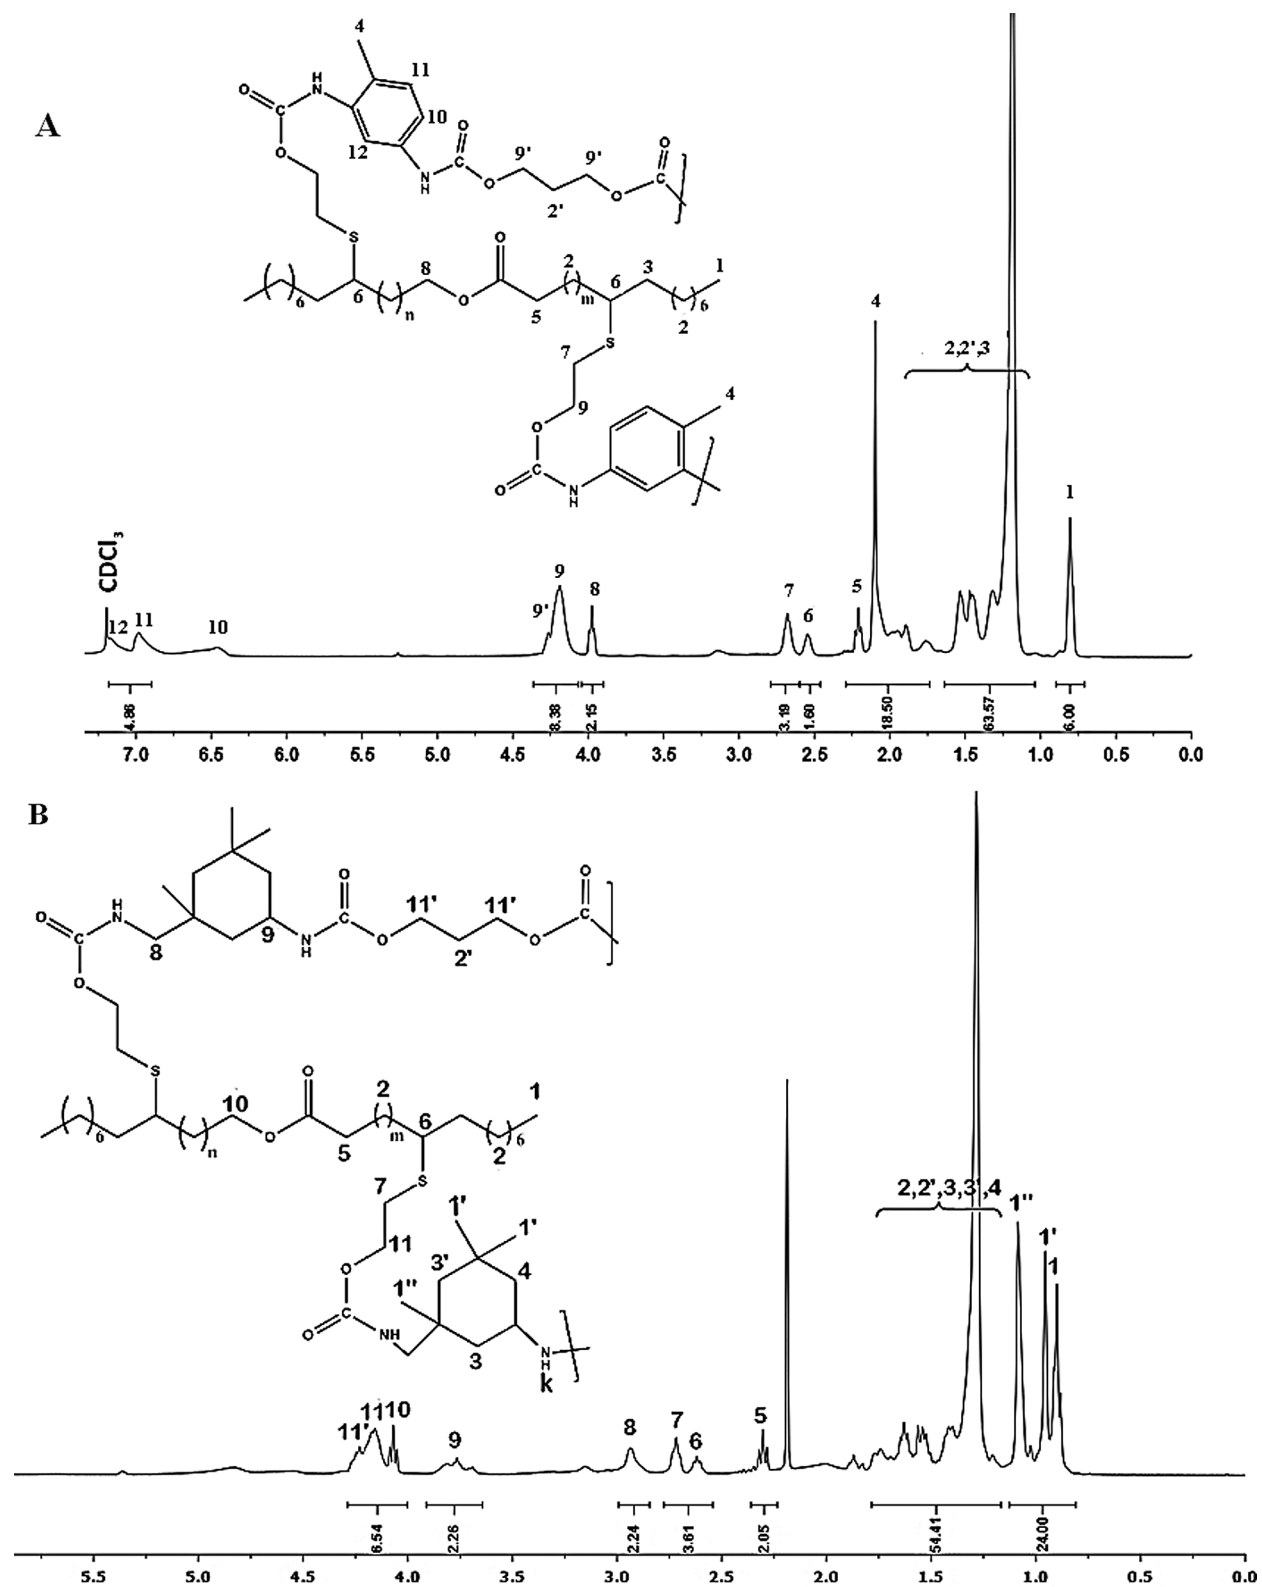 A
4
11
H
N
O
C
10
O
12
O
O
9'
9'
O
C
C
N
H
O
2'
O
S
O
8
2
6
3
1
6
6
n
O
5
m
6
2
S
7
9
4
O
C
O
N
H
4
2,2',3
1
CDCl3
12
11
10
9'
9
8
7
6
5
4.86
8.38
2.15
3.19
1.60
18.50
63.57
6.00
7.0 6.5 6.0 5.5 5.0 4.5 4.0 3.5 3.0 2.5 2.0 1.5 1.0 0.5 0.0
B
O
H
N
O
C
O
C
11'
11'
8
9
N
H
C
O
2'
O
O
S
O
2
1
10
6
6
n
O
5
m
2
6
7
S
1'
1'
11
3'
4
O
1''
C
O
NH
3
N
H
k
2,2',3,3',4
1''
1'
1
11'
11
10
9
8
7
6
5
6.54
2.26
2.24
3.61
2.05
54.41
24.00
5.5 5.0 4.5 4.0 3.5 3.0 2.5 2.0 1.5 1.0 0.5 0.0